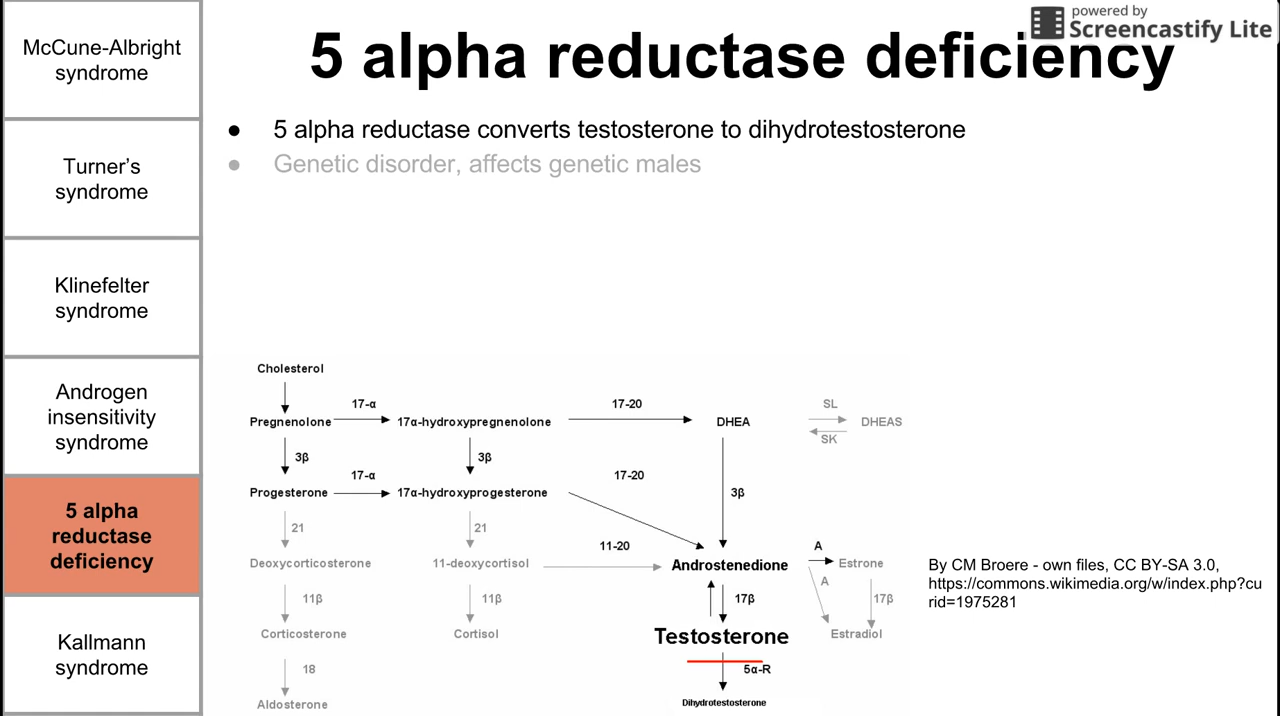 powered by
Screencastify Lite
McCune-Albright
syndrome
Turner's
syndrome
Klinefelter
syndrome
Androgen
insensitivity
syndrome
5 alpha
reductase
deficiency
Kallmann
syndrome
5 alpha reductase deficiency
● 5 alpha reductase converts testosterone to dihydrotestosterone
● Genetic disorder, affects genetic males
Cholesterol
17-α 17-20 SL
Pregnenolone 17α-hydroxypregnenolone DHEA DHEAS
SK
3β 3β
17-α 17-20
Progesterone 17α-hydroxyprogesterone 3β
21 21
11-20 A
Deoxycorticosterone 11-deoxycortisol Androstenedione Estrone
A
11β 11β 17β 17β
Corticosterone Cortisol Testosterone Estradiol
18 5α-R
Aldosterone Dihydrotestosterone
By CM Broere - own files, CC BY-SA 3.0,
https://commons.wikimedia.org/w/index.php?cu
rid=1975281